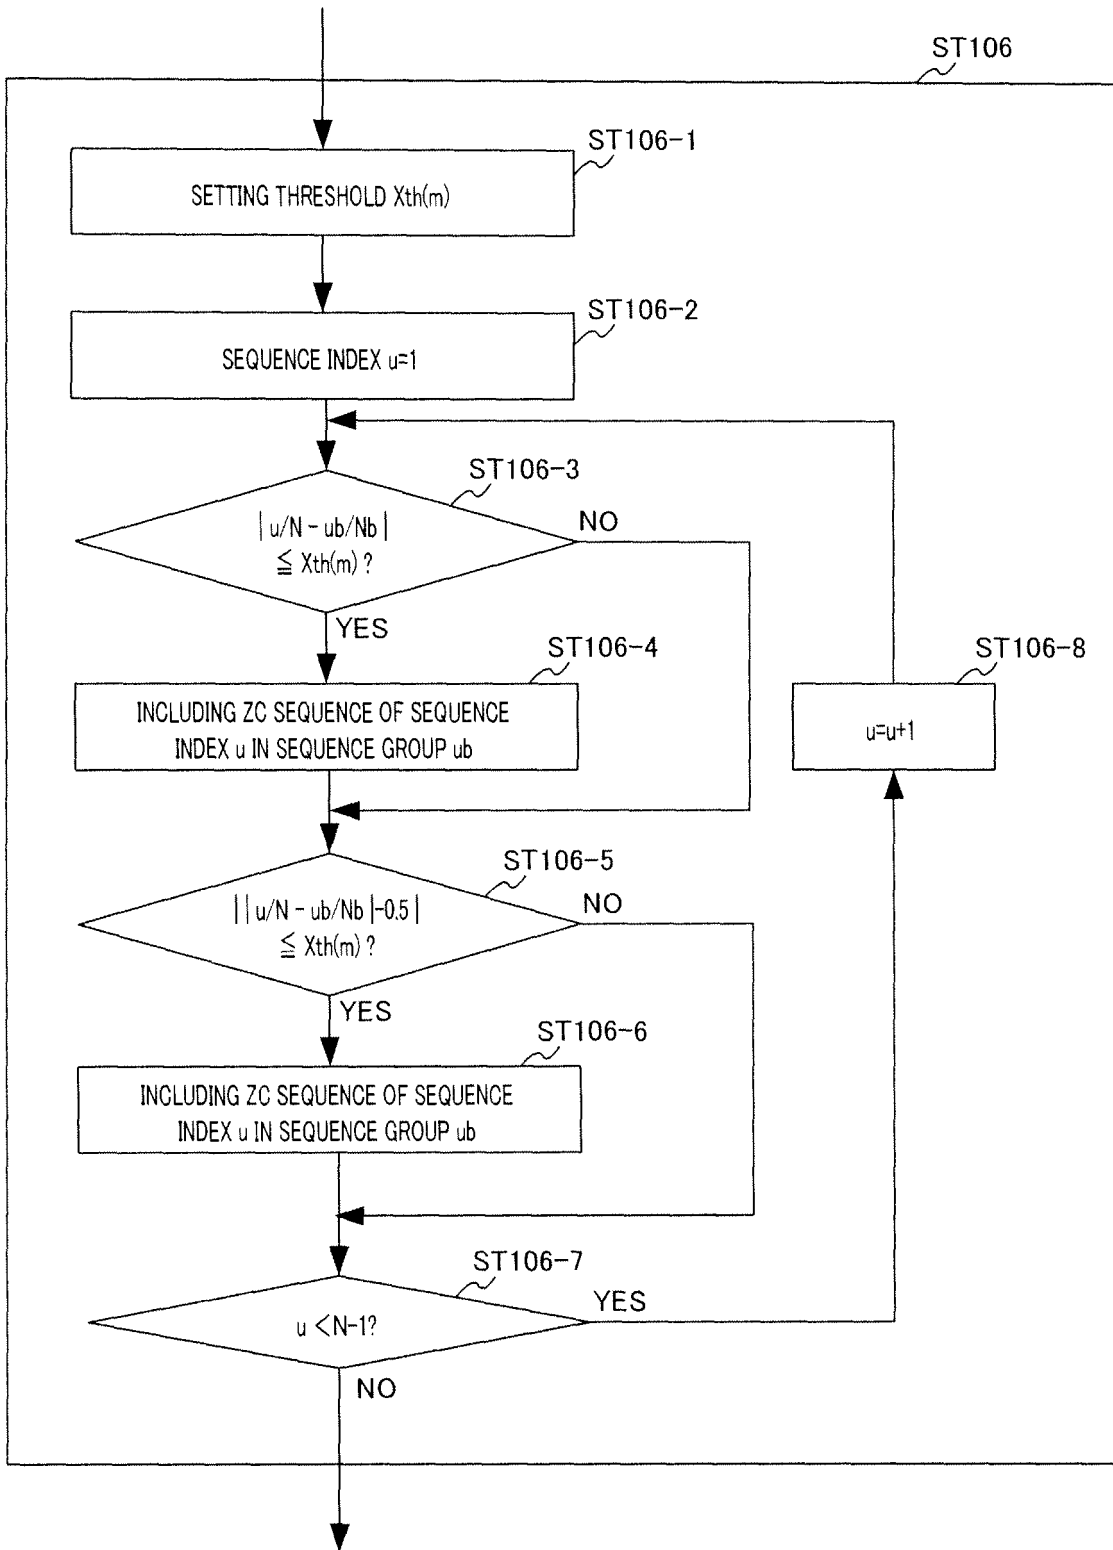 ST106
ST106-1
SETTING THRESHOLD Xth(m)
ST106-2
SEQUENCE INDEX u=1
ST106-3
| u/N - ub/Nb |
≦ Xth(m) ?
NO
YES
ST106-4
INCLUDING ZC SEQUENCE OF SEQUENCE
INDEX u IN SEQUENCE GROUP ub
ST106-8
u=u+1
ST106-5
| | u/N - ub/Nb |-0.5 |
≦ Xth(m) ?
NO
YES
ST106-6
INCLUDING ZC SEQUENCE OF SEQUENCE
INDEX u IN SEQUENCE GROUP ub
ST106-7
u <N-1?
YES
NO